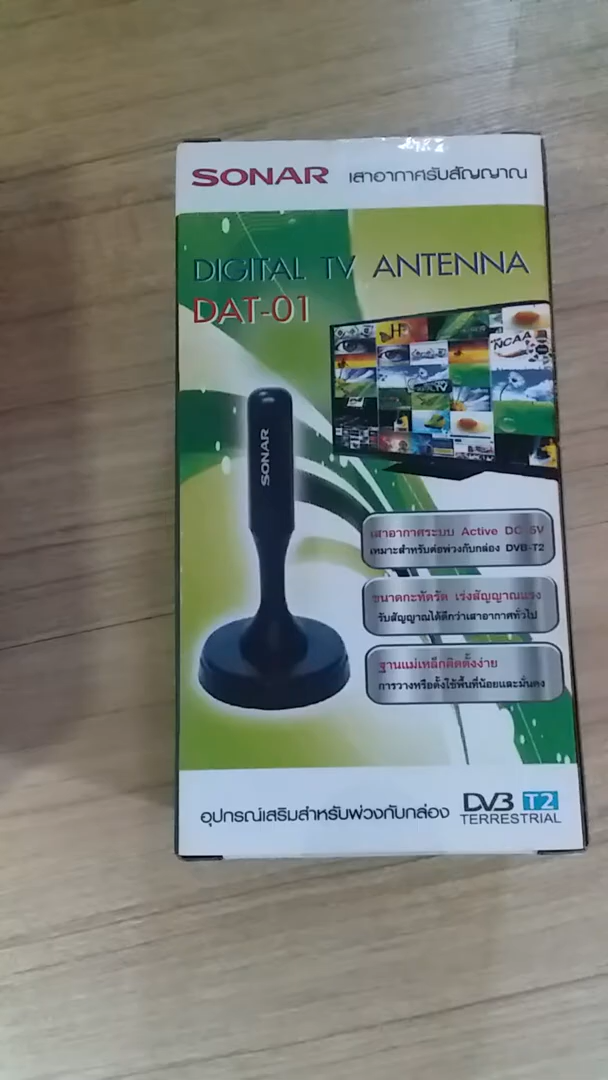 SONAR เสาอากาศรับสัญญาณ
DIGITAL TV ANTENNA
DAT-01
NCAA
SONAR
เสาอากาศระบบ Active DC 5V
เหมาะสำหรับต่อพ่วงกับกล่อง DVB-T2
ขนาดกะทัดรัด เร่งสัญญาณแรง
รับสัญญาณได้ดีกว่าเสาอากาศทั่วไป
ฐานแม่เหล็กติดตั้งง่าย
การวางหรือตั้งใช้พื้นที่น้อยและมั่นคง
อุปกรณ์เสริมสำหรับพ่วงกับกล่อง DVB T2
TERRESTRIAL